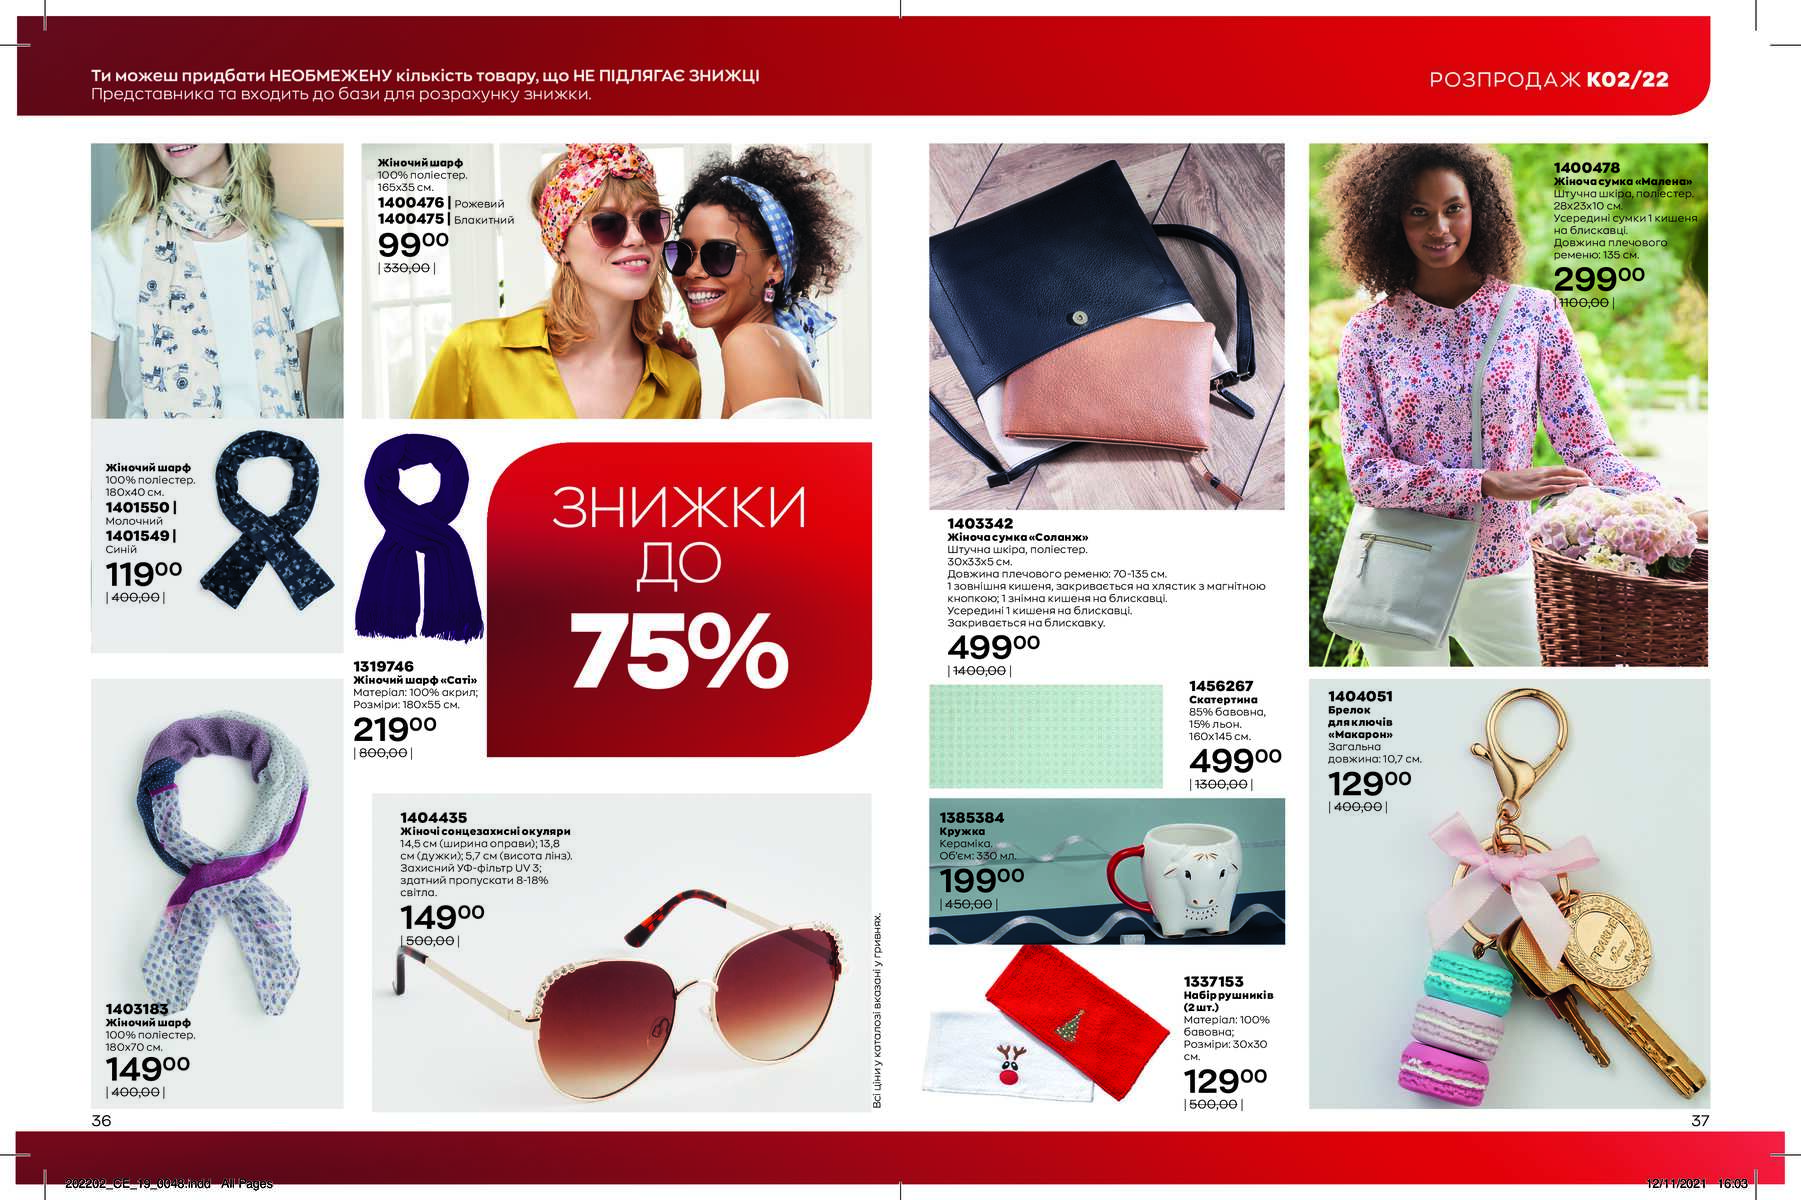 Ти можеш придбати НЕОБМЕЖЕНУ кількість товару, що НЕ ПІДЛЯГАЄ ЗНИЖЦІ
Представника та входить до бази для розрахунку знижки.
РОЗПРОДАЖ К02/22
Жіночий шарф
100% поліестер.
165х35 см.
1400476 | Рожевий
1400475 | Блакитний
99⁰⁰
| 330,00 |
Жіночий шарф
100% поліестер.
180х40 см.
1401550 |
Молочний
1401549 |
Синій
119⁰⁰
| 400,00 |
1319746
Жіночий шарф «Саті»
Матеріал: 100% акрил;
Розміри: 180х55 см.
219⁰⁰
| 800,00 |
ЗНИЖКИ
ДО
75%
1403183
Жіночий шарф
100% поліестер.
180х70 см.
149⁰⁰
| 400,00 |
1404435
Жіночі сонцезахисні окуляри
14,5 см (ширина оправи); 13,8
см (дужки); 5,7 см (висота лінз).
Захисний УФ-фільтр UV 3;
здатний пропускати 8-18%
світла.
149⁰⁰
| 500,00 |
Всі ціни у каталозі вказані у гривнях.
36
1403342
Жіноча сумка «Соланж»
Штучна шкіра, поліестер.
30х33х5 см.
Довжина плечового ременю: 70-135 см.
1 зовнішня кишеня, закривається на хлястик з магнітною
кнопкою; 1 знімна кишеня на блискавці.
Усередині 1 кишеня на блискавці.
Закривається на блискавку.
499⁰⁰
| 1400,00 |
1400478
Жіноча сумка «Малена»
Штучна шкіра, поліестер.
28х23х10 см.
Усередині сумки 1 кишеня
на блискавці.
Довжина плечового
ременю: 135 см.
299⁰⁰
| 1100,00 |
1456267
Скатертина
85% бавовна,
15% льон.
160х145 см.
499⁰⁰
| 1300,00 |
1385384
Кружка
Кераміка.
Об'єм: 330 мл.
199⁰⁰
| 450,00 |
1337153
Набір рушників
(2 шт.)
Матеріал: 100%
бавовна;
Розміри: 30х30
см.
129⁰⁰
| 500,00 |
1404051
Брелок
для ключів
«Макарон»
Загальна
довжина: 10,7 см.
129⁰⁰
| 400,00 |
37
202202_CE_19_0048.indd   All Pages
12/11/2021   16:03